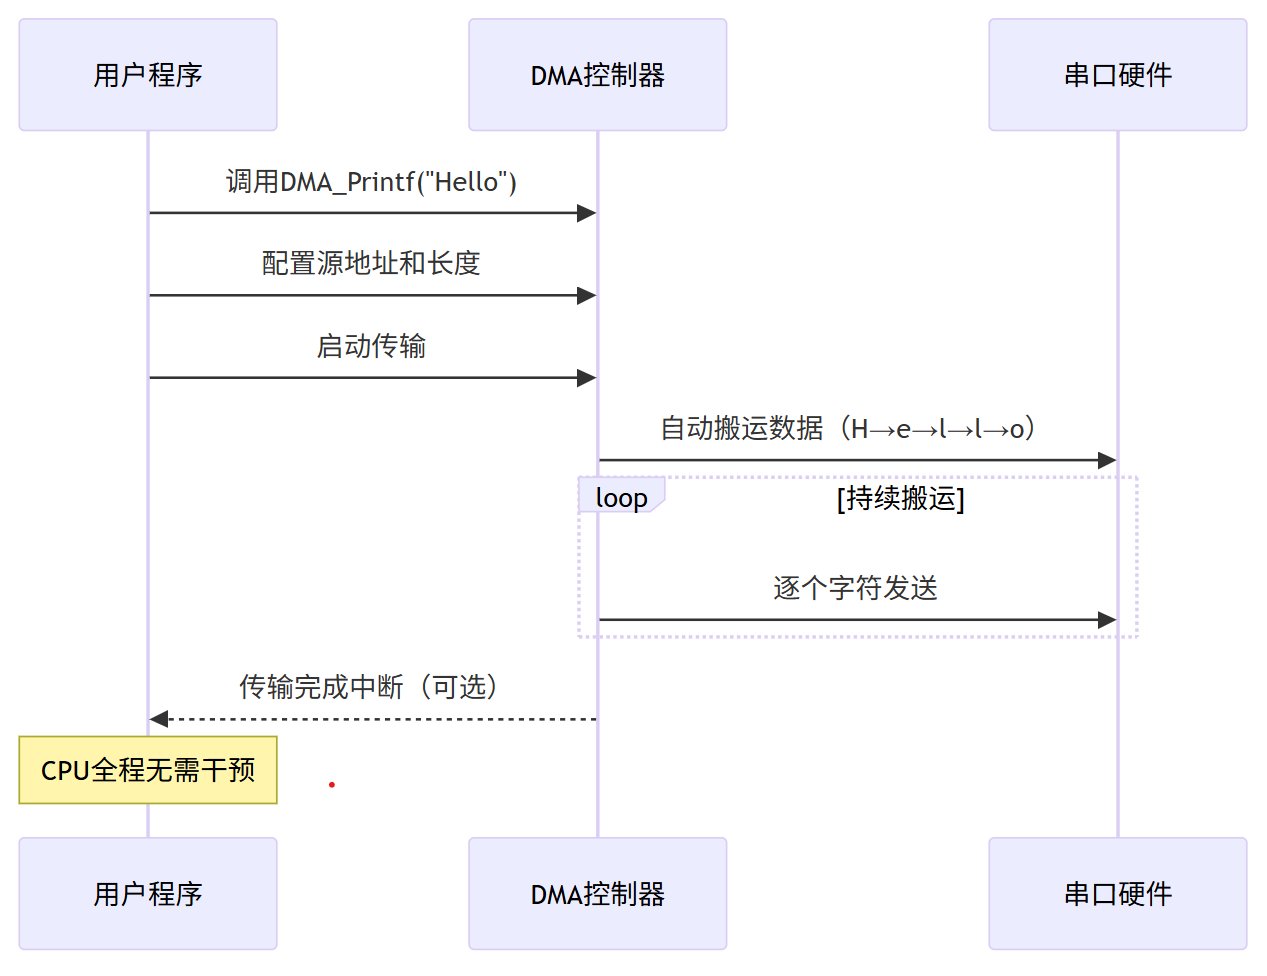 用户程序
DMA控制器
串口硬件
调用DMA_Printf("Hello")
配置源地址和长度
启动传输
自动搬运数据（H→e→l→l→o）
loop
[持续搬运]
逐个字符发送
传输完成中断（可选）
CPU全程无需干预
用户程序
DMA控制器
串口硬件